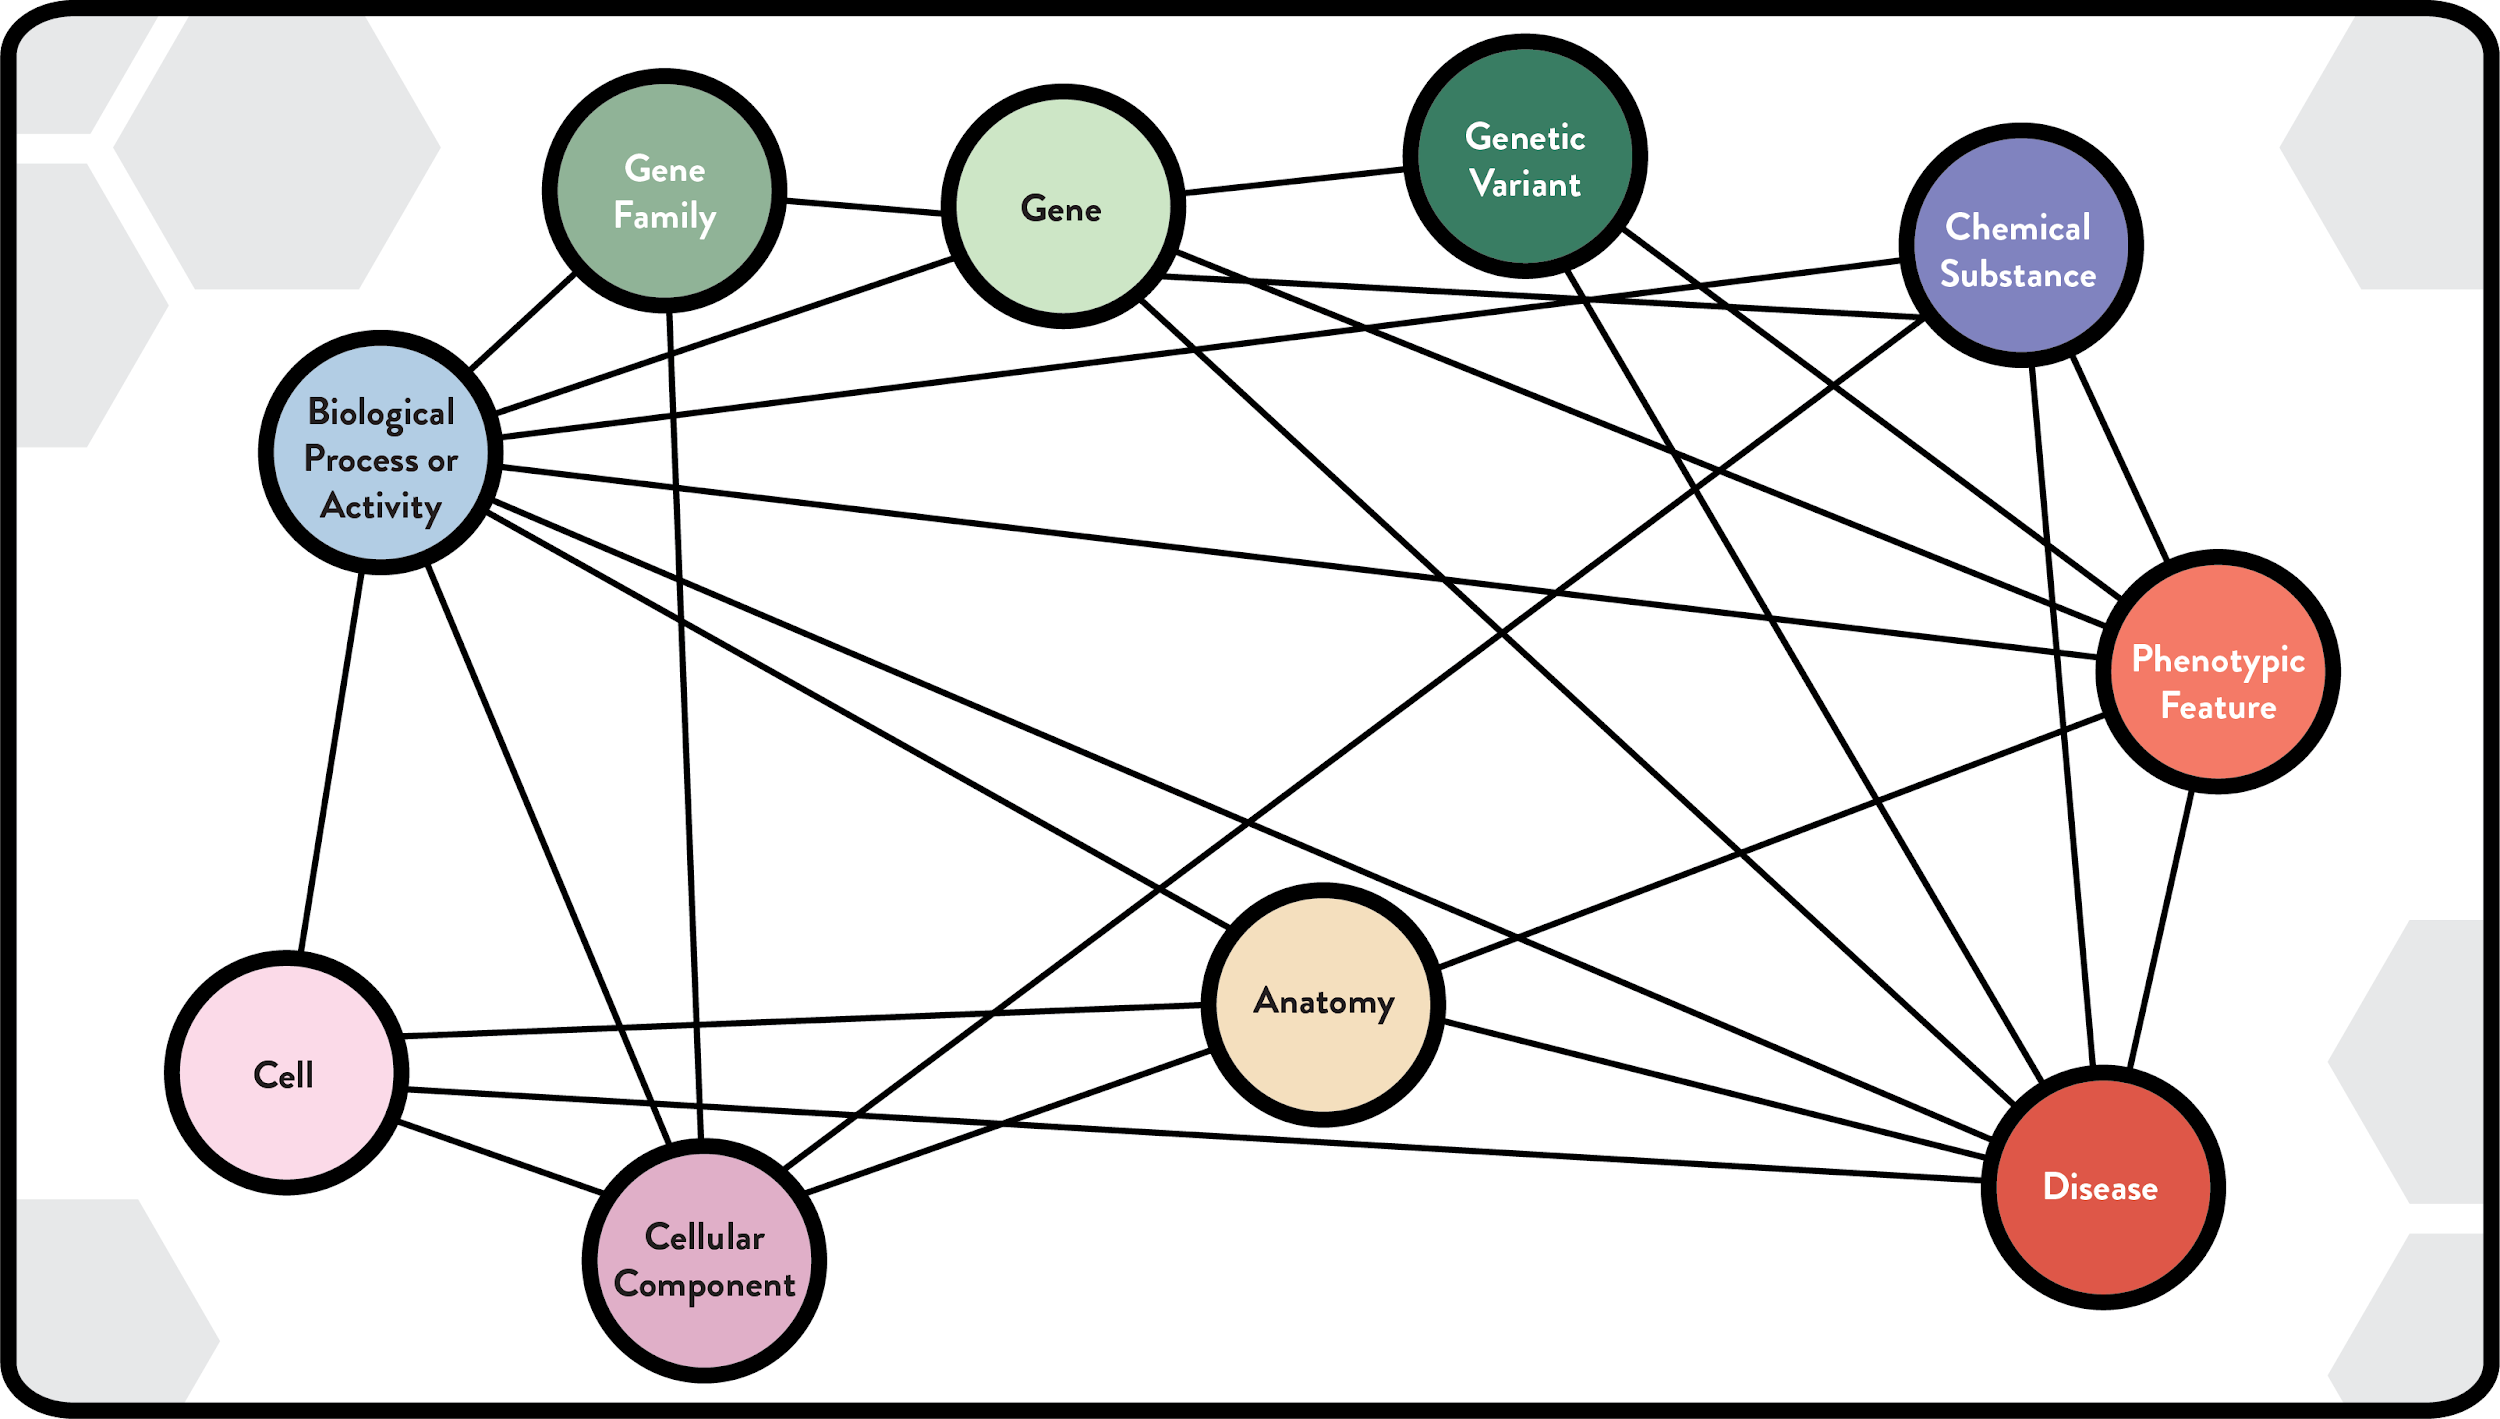 Gene
Family
Gene
Genetic
Variant
Chemical
Substance
Biological
Process or
Activity
Phenotypic
Feature
Anatomy
Cell
Cellular
Component
Disease